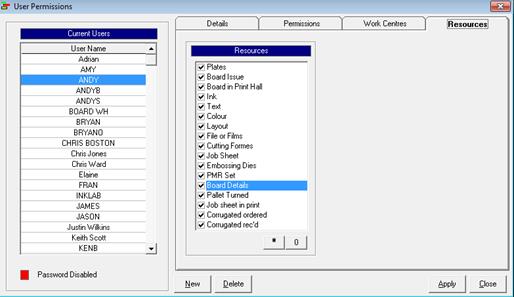 User Permissions
Current Users
User Name
Adrian
AMY
ANDY
ANDYB
ANDYS
BOARD WH
BRYAN
BRYANO
CHRIS BOSTON
Chris Jones
Chris Ward
Elaine
FRAN
INKLAB
JAMES
JASON
Justin Wilkins
Keith Scott
KENB
Password Disabled
Details
Permissions
Work Centres
Resources
Resources
Plates
Board Issue
Board in Print Hall
Ink.
Text
Colour
Layout
File or Films
Cutting Formes
Job Sheet
Embossing Dies
PMR Set
Board Details
Pallet Turned
Job sheet in print
Corrugated ordered
Corrugated rec'd
* 0
New Delete Apply Close